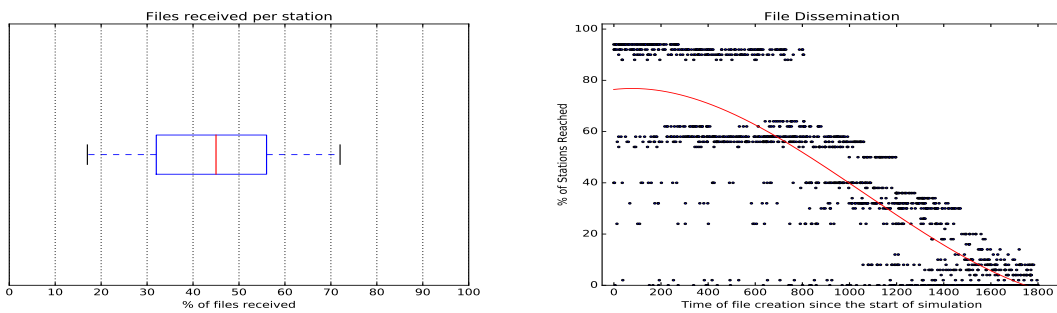 Files received per station
0 10 20 30 40 50 60 70 80 90 100
% of files received
File Dissemination
100
80
60
40
20
0
% of Stations Reached
0 200 400 600 800 1000 1200 1400 1600 1800
Time of file creation since the start of simulation